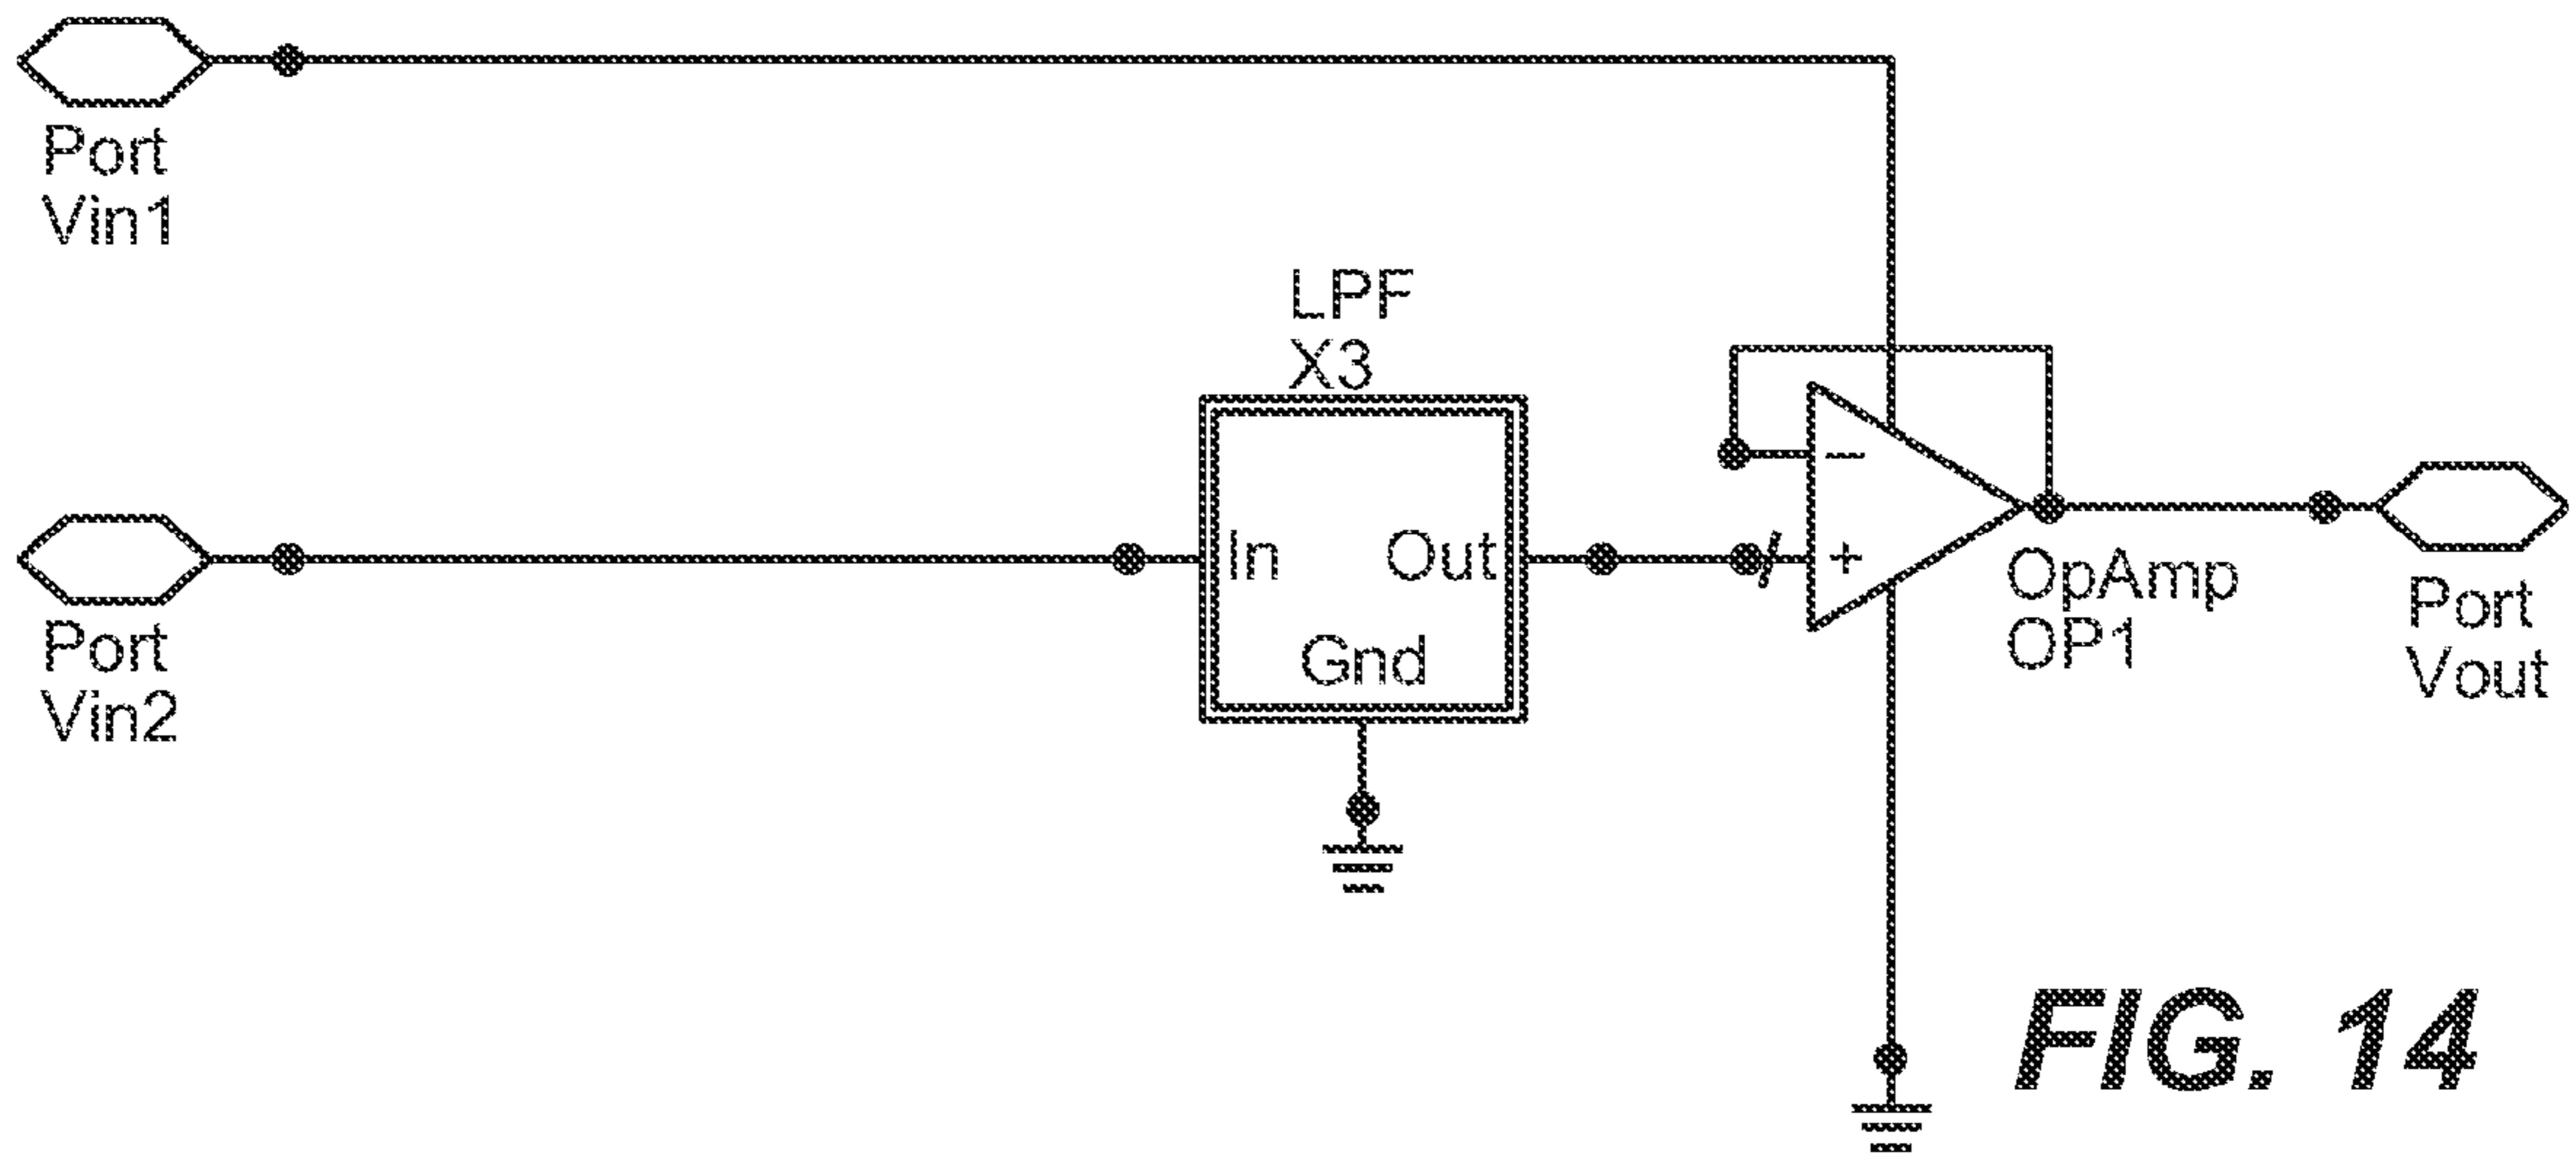 Port
Vin1
LPF
X3
In
Out
Gnd
−
+
OpAmp
OP1
Port
Vin2
Port
Vout
FIG. 14